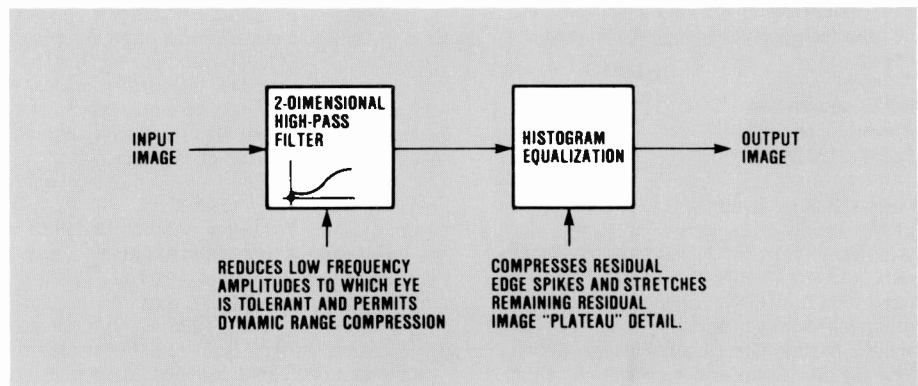 INPUT
IMAGE
2-DIMENSIONAL
HIGH-PASS
FILTER
HISTOGRAM
EQUALIZATION
OUTPUT
IMAGE
REDUCES LOW FREQUENCY
AMPLITUDES TO WHICH EYE
IS TOLERANT AND PERMITS
DYNAMIC RANGE COMPRESSION
COMPRESSES RESIDUAL
EDGE SPIKES AND STRETCHES
REMAINING RESIDUAL
IMAGE "PLATEAU" DETAIL.